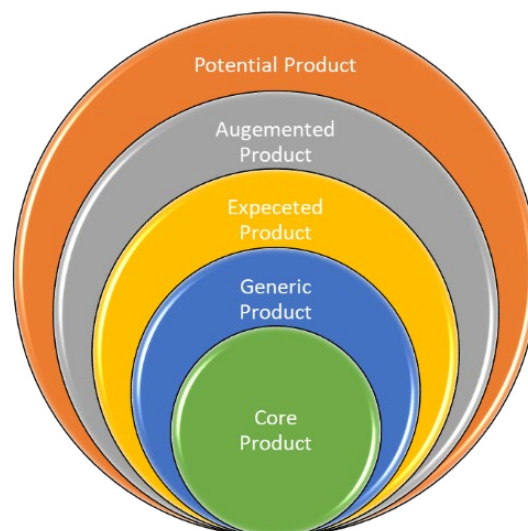 Potential Product
Augemented
Product
Expeceted
Product
Generic
Product
Core
Product